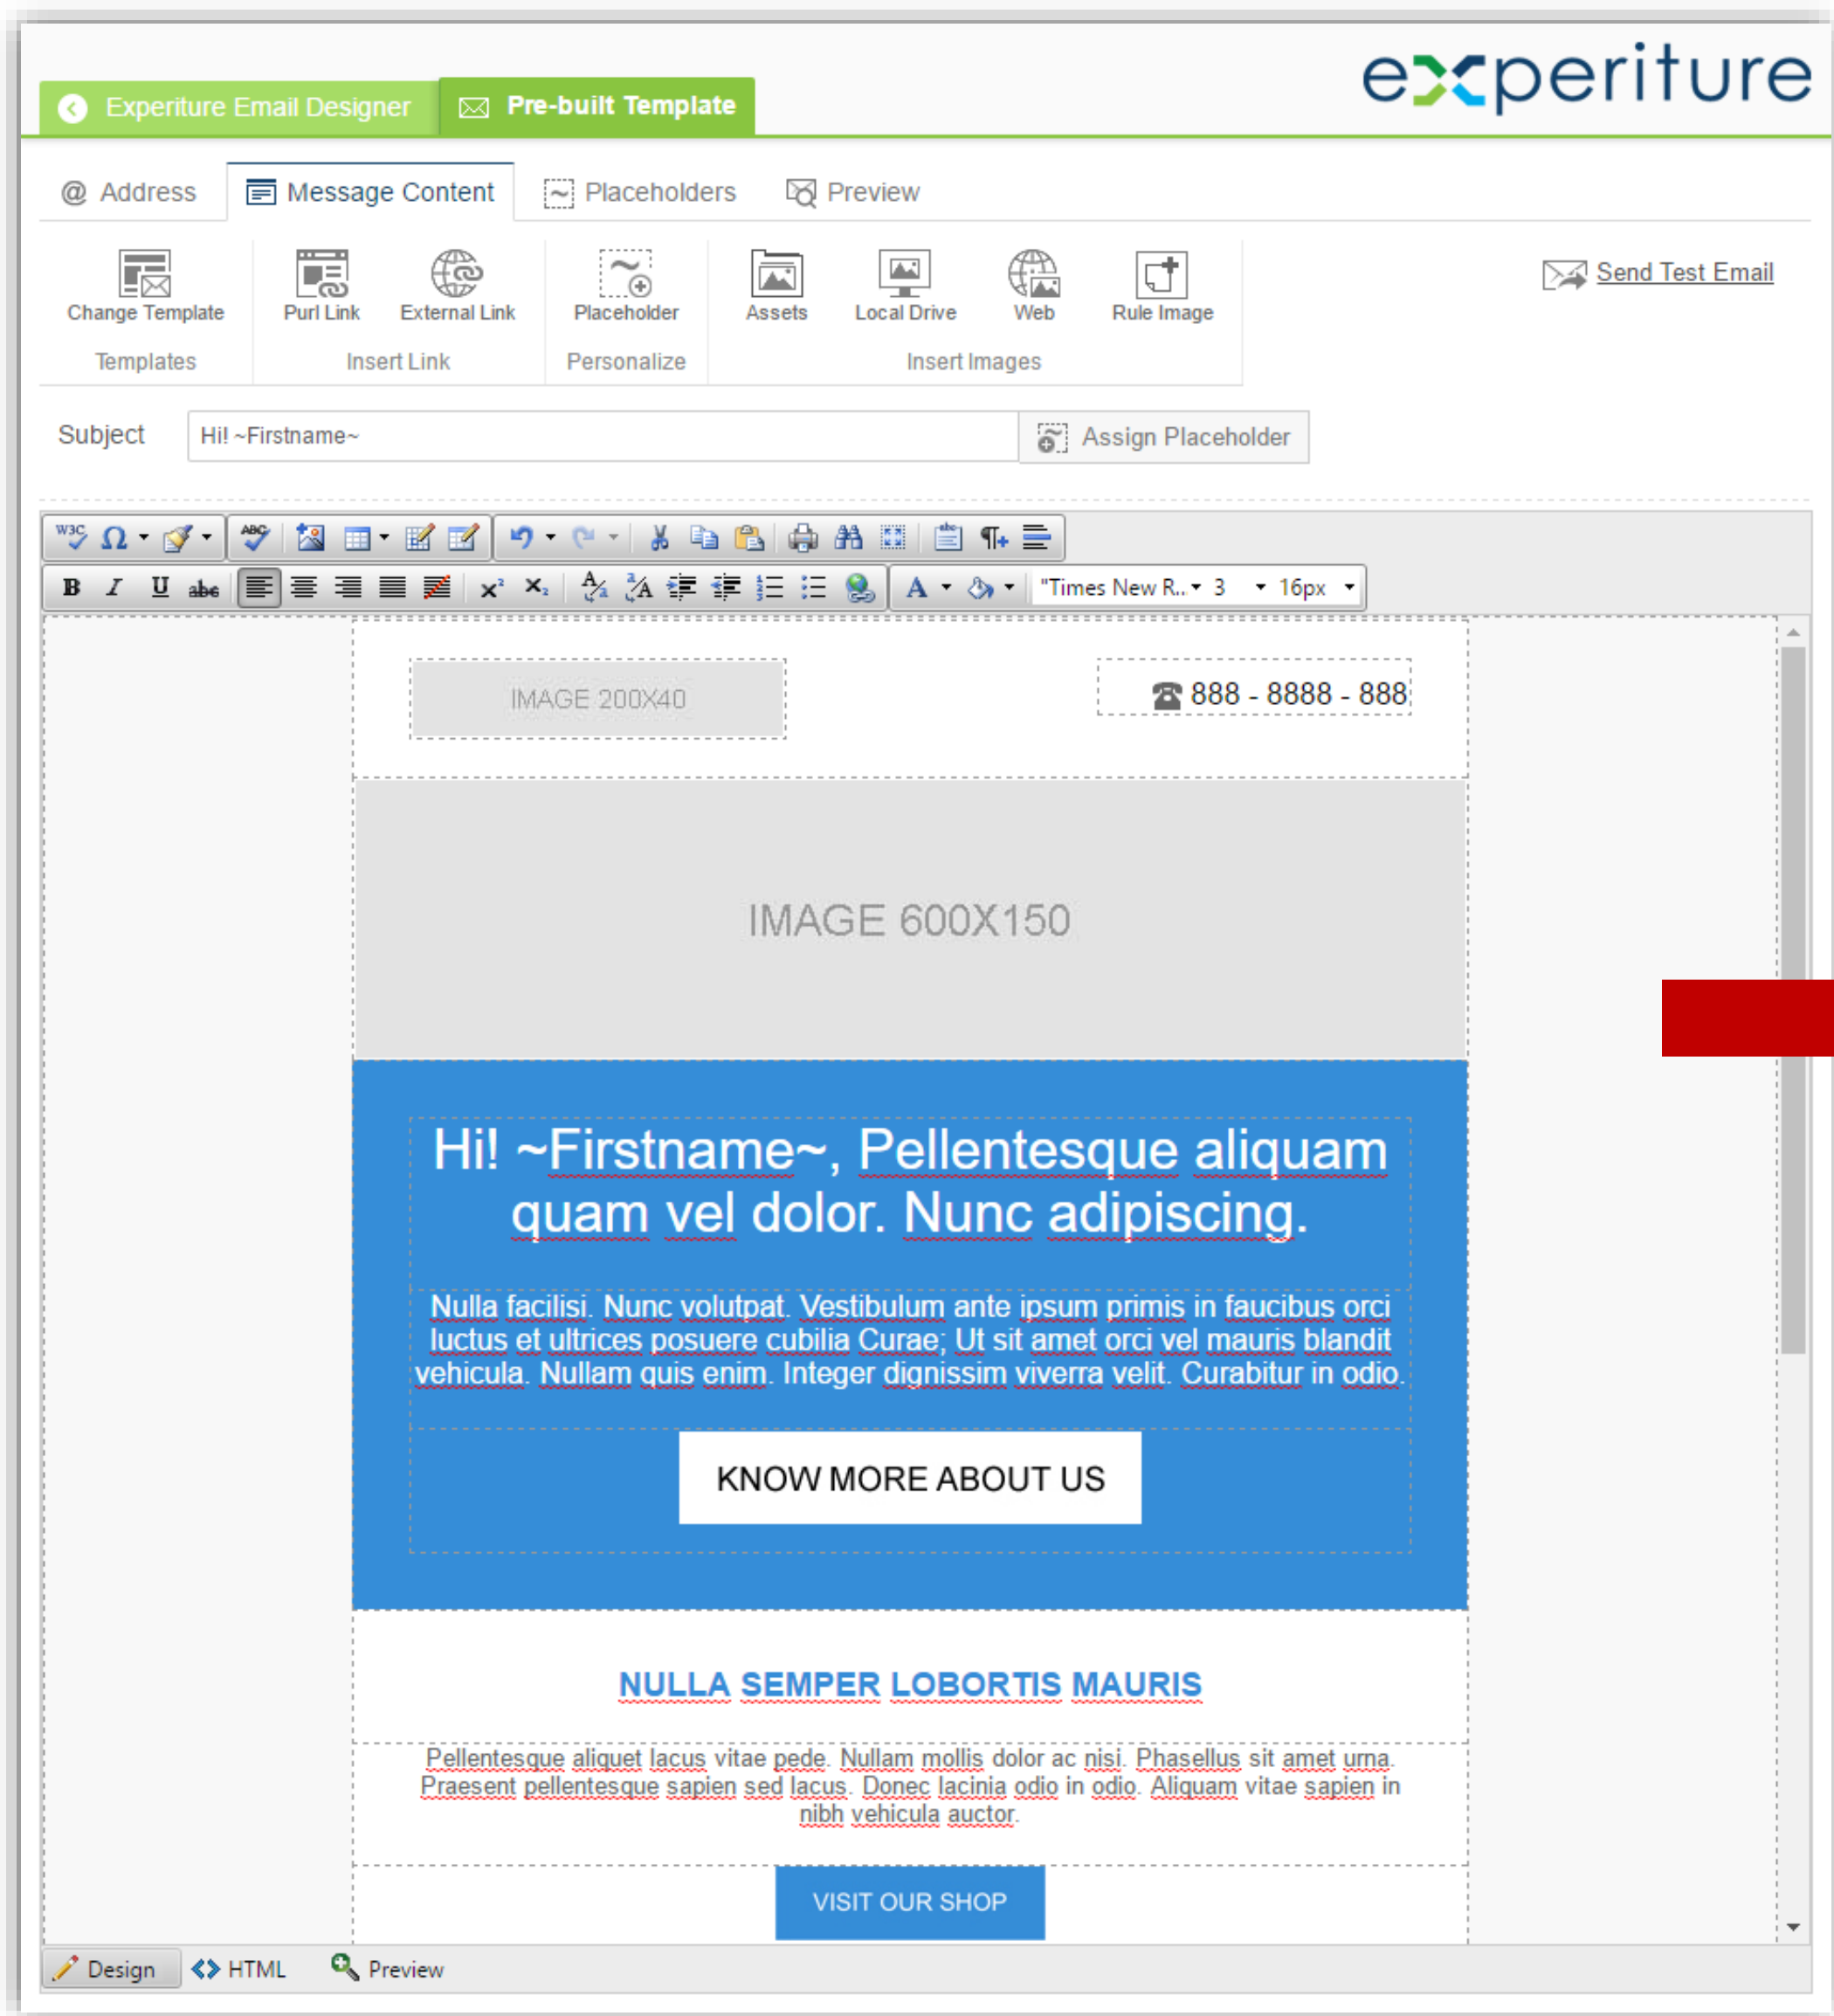 experiture
Experiture Email Designer
Pre-built Template
@ Address
Message Content
Placeholders
Preview
Change Template
Purl Link
External Link
Placeholder
Assets
Local Drive
Web
Rule Image
Send Test Email
Templates
Insert Link
Personalize
Insert Images
Subject
Hi! ~Firstname~
Assign Placeholder
W3C
Ω
ABC
abc
B I U abc
x² x₂
A
"Times New R.. 3 16px
IMAGE 200X40
888 - 8888 - 888
IMAGE 600X150
Hi! ~Firstname~, Pellentesque aliquam
quam vel dolor. Nunc adipiscing.
Nulla facilisi. Nunc volutpat. Vestibulum ante ipsum primis in faucibus orci
luctus et ultrices posuere cubilia Curae; Ut sit amet orci vel mauris blandit
vehicula. Nullam quis enim. Integer dignissim viverra velit. Curabitur in odio.
KNOW MORE ABOUT US
NULLA SEMPER LOBORTIS MAURIS
Pellentesque aliquet lacus vitae pede. Nullam mollis dolor ac nisi. Phasellus sit amet urna.
Praesent pellentesque sapien sed lacus. Donec lacinia odio in odio. Aliquam vitae sapien in
nibh vehicula auctor.
VISIT OUR SHOP
Design
HTML
Preview